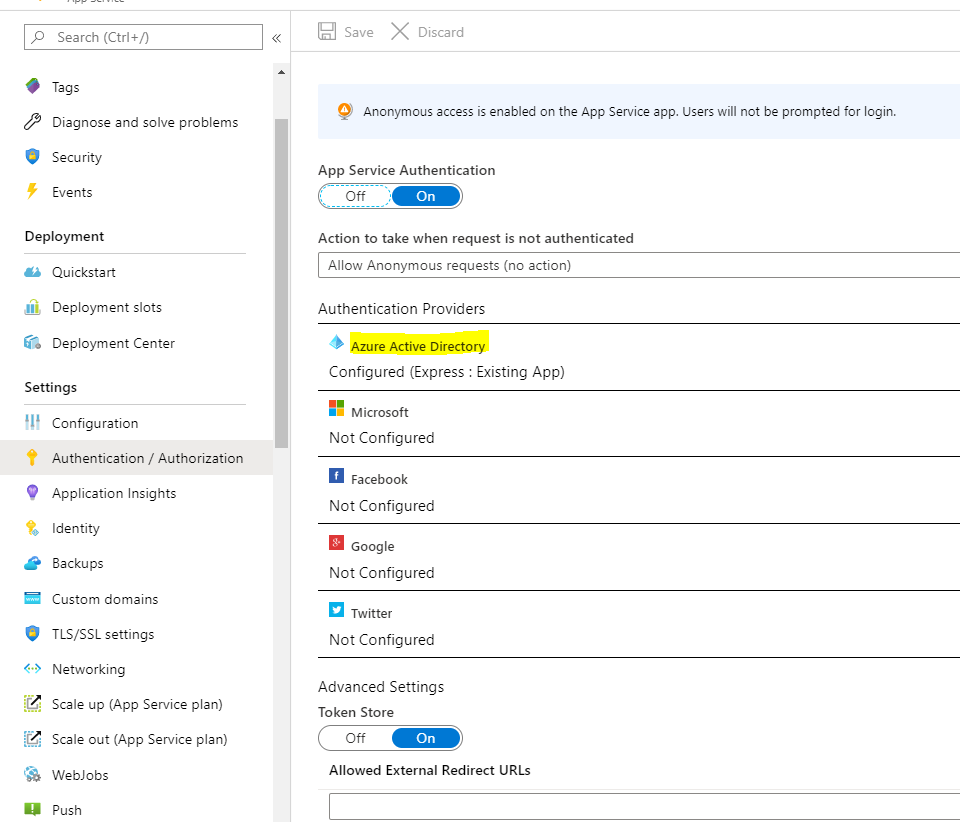 App Service
Search (Ctrl+/)
«
Tags
Diagnose and solve problems
Security
Events
Deployment
Quickstart
Deployment slots
Deployment Center
Settings
Configuration
Authentication / Authorization
Application Insights
Identity
Backups
Custom domains
TLS/SSL settings
Networking
Scale up (App Service plan)
Scale out (App Service plan)
WebJobs
Push
Save Discard
Anonymous access is enabled on the App Service app. Users will not be prompted for login.
App Service Authentication
Off On
Action to take when request is not authenticated
Allow Anonymous requests (no action)
Authentication Providers
Azure Active Directory
Configured (Express : Existing App)
Microsoft
Not Configured
Facebook
Not Configured
Google
Not Configured
Twitter
Not Configured
Advanced Settings
Token Store
Off On
Allowed External Redirect URLs